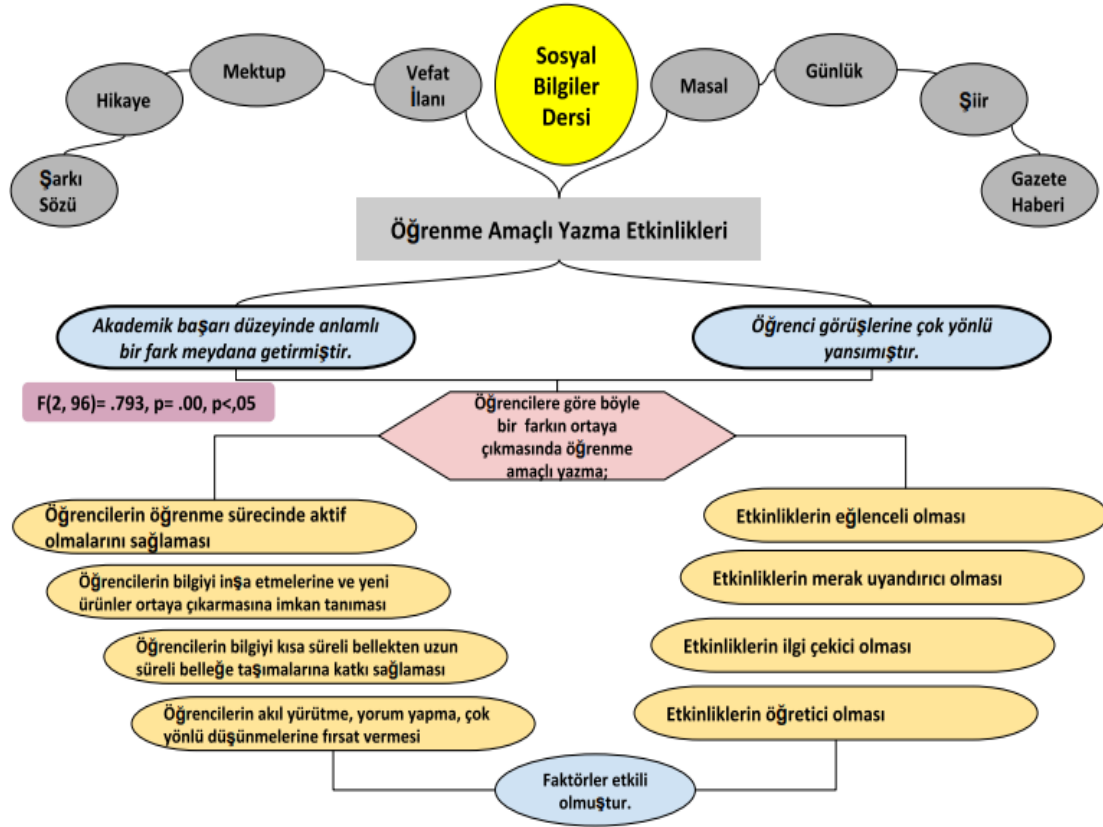 Sosyal
Bilgiler
Dersi
Şarkı
Sözü
Hikaye
Mektup
Vefat
İlanı
Masal
Günlük
Şiir
Gazete
Haberi
Öğrenme Amaçlı Yazma Etkinlikleri
Akademik başarı düzeyinde anlamlı
bir fark meydana getirmiştir.
Öğrenci görüşlerine çok yönlü
yansımıştır.
F(2, 96)= .793, p= .00, p<,05
Öğrencilere göre böyle
bir farkın ortaya
çıkmasında öğrenme
amaçlı yazma;
Öğrencilerin öğrenme sürecinde aktif
olmalarını sağlaması
Öğrencilerin bilgiyi inşa etmelerine ve yeni
ürünler ortaya çıkarmasına imkan tanıması
Öğrencilerin bilgiyi kısa süreli bellekten uzun
süreli belleğe taşımalarına katkı sağlaması
Öğrencilerin akıl yürütme, yorum yapma, çok
yönlü düşünmelerine fırsat vermesi
Etkinliklerin eğlenceli olması
Etkinliklerin merak uyandırıcı olması
Etkinliklerin ilgi çekici olması
Etkinliklerin öğretici olması
Faktörler etkili
olmuştur.